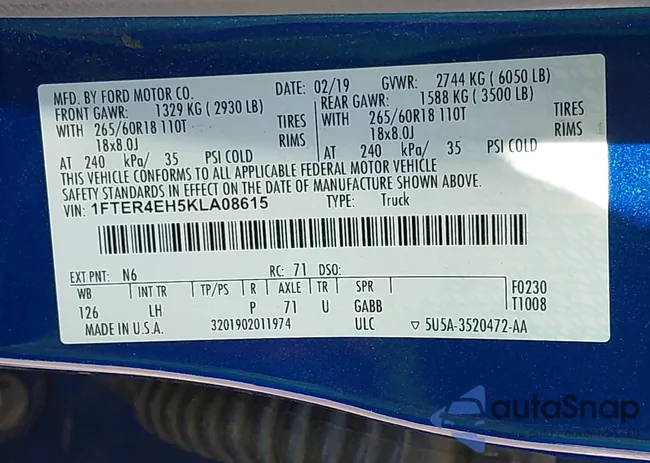 MFD. BY FORD MOTOR CO. DATE: 02/19 GVWR: 2744 KG ( 6050 LB)
FRONT GAWR: 1329 KG ( 2930 LB) REAR GAWR: 1588 KG ( 3500 LB)
WITH 265/60R18 110T TIRES WITH 265/60R18 110T TIRES
18x8.0J RIMS 18x8.0J RIMS
AT 240 kPa/ 35 PSI COLD AT 240 kPa/ 35 PSI COLD
THIS VEHICLE CONFORMS TO ALL APPLICABLE FEDERAL MOTOR VEHICLE
SAFETY STANDARDS IN EFFECT ON THE DATE OF MANUFACTURE SHOWN ABOVE.
VIN: 1FTER4EH5KLA08615 TYPE: Truck
EXT PNT: N6 RC: 71 DSO:
WB INT TR TP/PS R AXLE TR SPR F0230
126 LH P 71 U GABB T1008
MADE IN U.S.A. 3201902011974 ULC ▽ 5U5A-3520472-AA
autaSnap